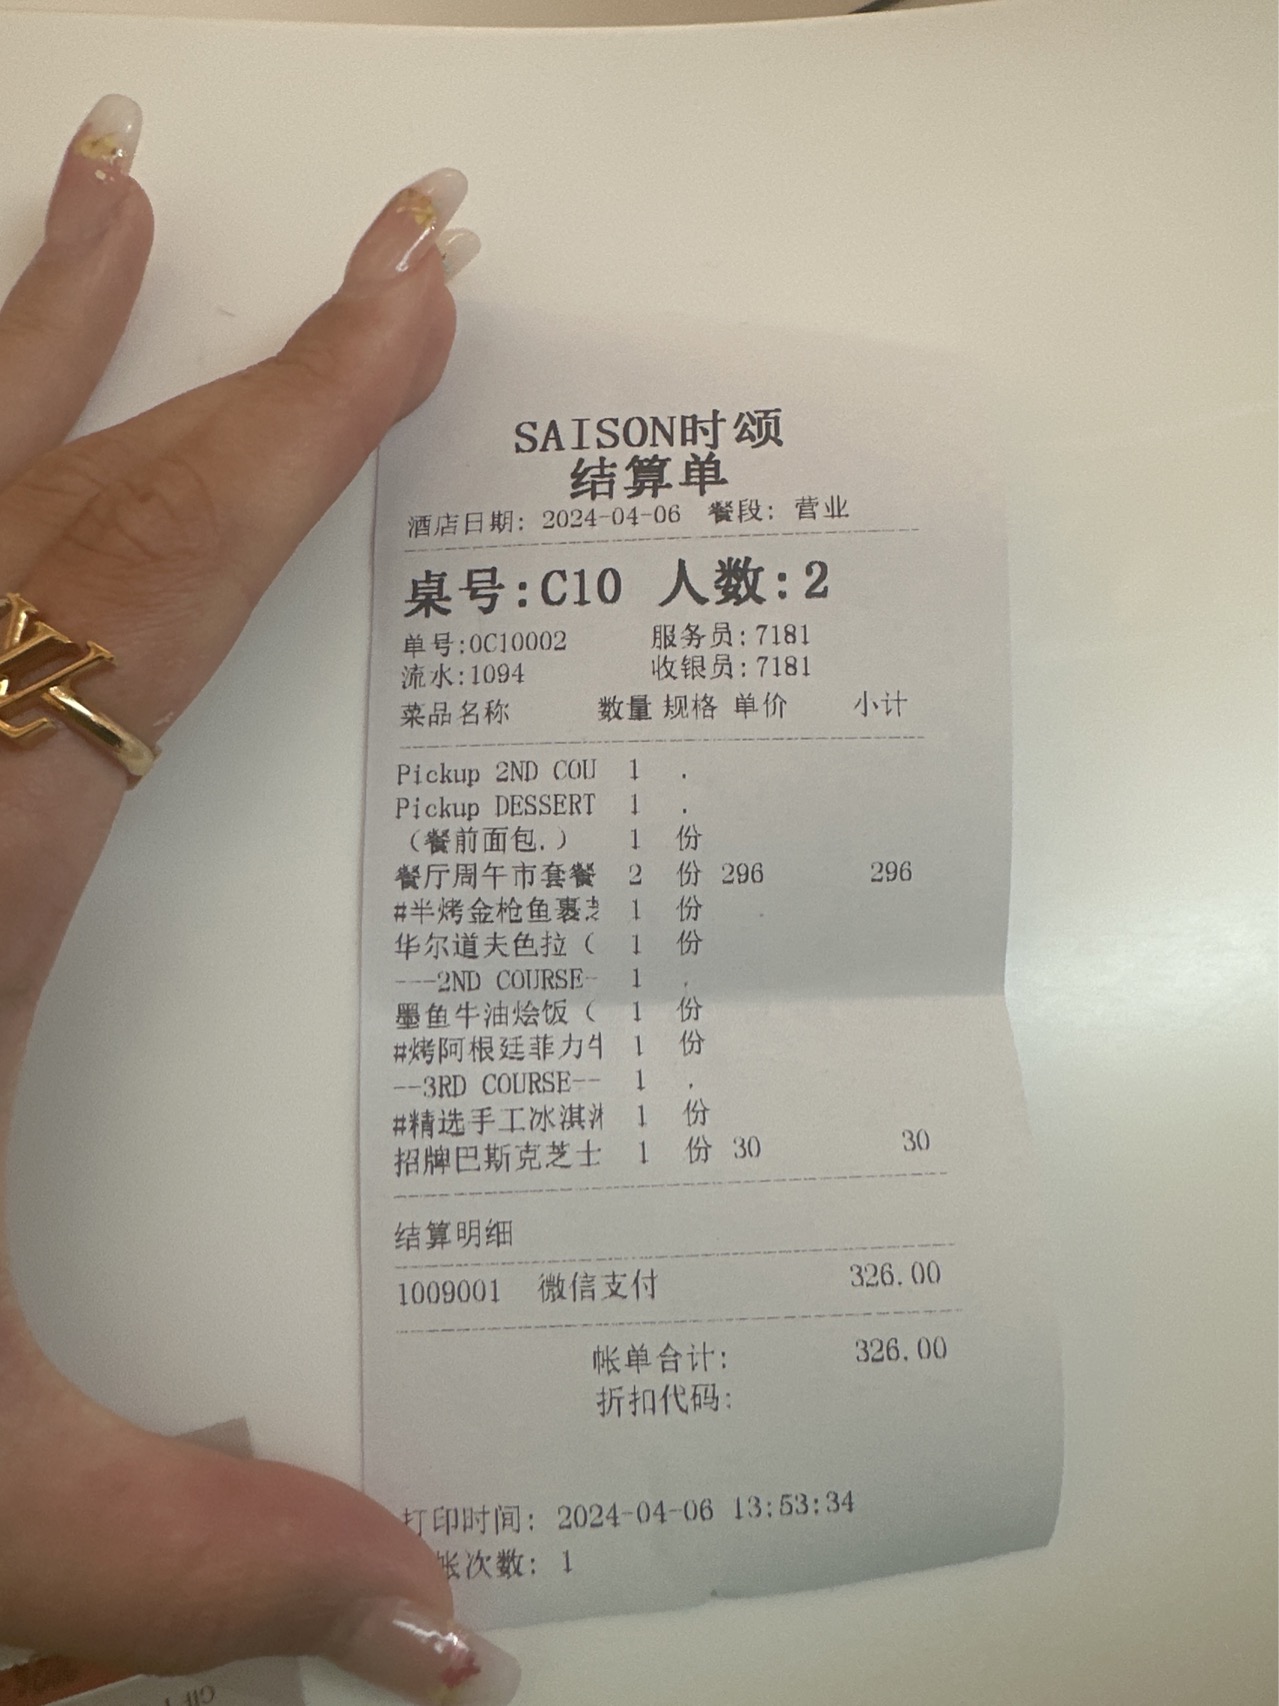 SAISON时颂
结算单
酒店日期: 2024-04-06 餐段: 营业
桌号:C10 人数:2
单号:0C10002 服务员:7181
流水:1094 收银员:7181
菜品名称 数量 规格 单价 小计
Pickup 2ND COU 1 .
Pickup DESSERT 1 .
(餐前面包.) 1 份
餐厅周午市套餐 2 份 296 296
#半烤金枪鱼裹芝 1 份
华尔道夫色拉( 1 份
---2ND COURSE- 1 .
墨鱼牛油烩饭( 1 份
#烤阿根廷菲力牛 1 份
--3RD COURSE-- 1 .
#精选手工冰淇淋 1 份
招牌巴斯克芝士 1 份 30 30
结算明细
1009001 微信支付 326.00
帐单合计: 326.00
折扣代码:
打印时间: 2024-04-06 13:53:34
帐次数: 1